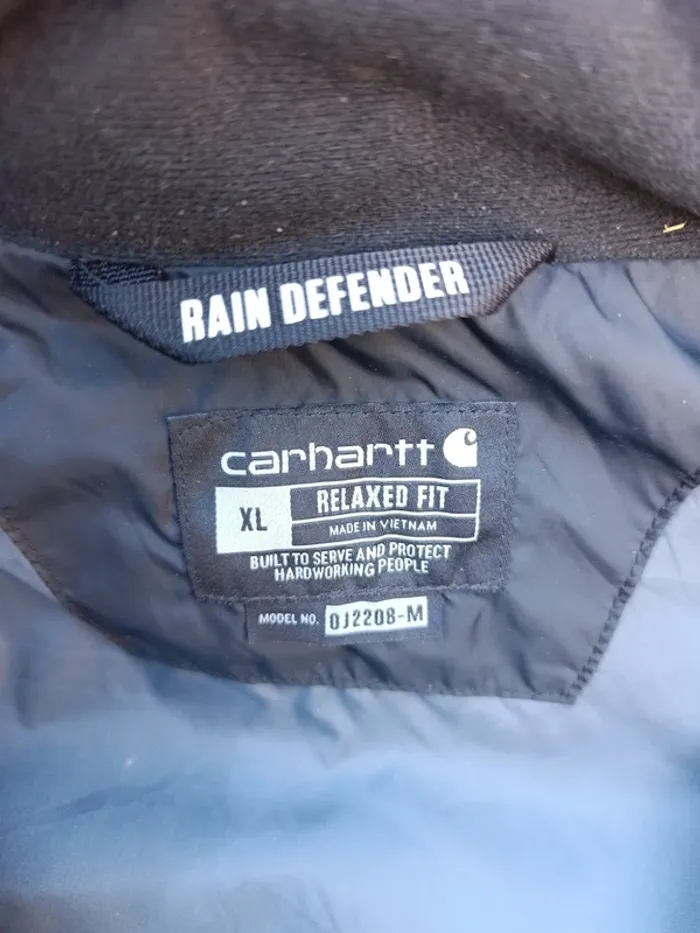 RAIN DEFENDER
carhartt
XL
RELAXED FIT
MADE IN VIETNAM
BUILT TO SERVE AND PROTECT
HARDWORKING PEOPLE
MODEL NO. OJ2208-M